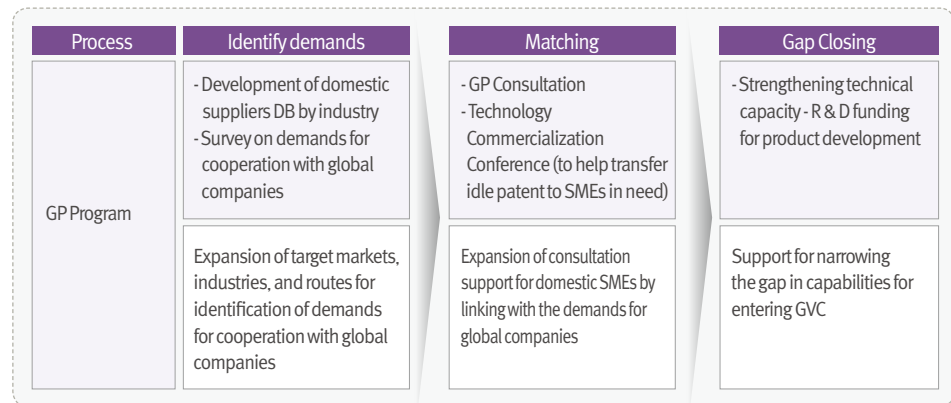 Process
Identify demands
Matching
Gap Closing
GP Program
- Development of domestic
suppliers DB by industry
- Survey on demands for
cooperation with global
companies
- GP Consultation
- Technology
Commercialization
Conference (to help transfer
idle patent to SMEs in need)
- Strengthening technical
capacity - R & D funding
for product development
Expansion of target markets,
industries, and routes for
identification of demands
for cooperation with global
companies
Expansion of consultation
support for domestic SMEs by
linking with the demands for
global companies
Support for narrowing
the gap in capabilities for
entering GVC